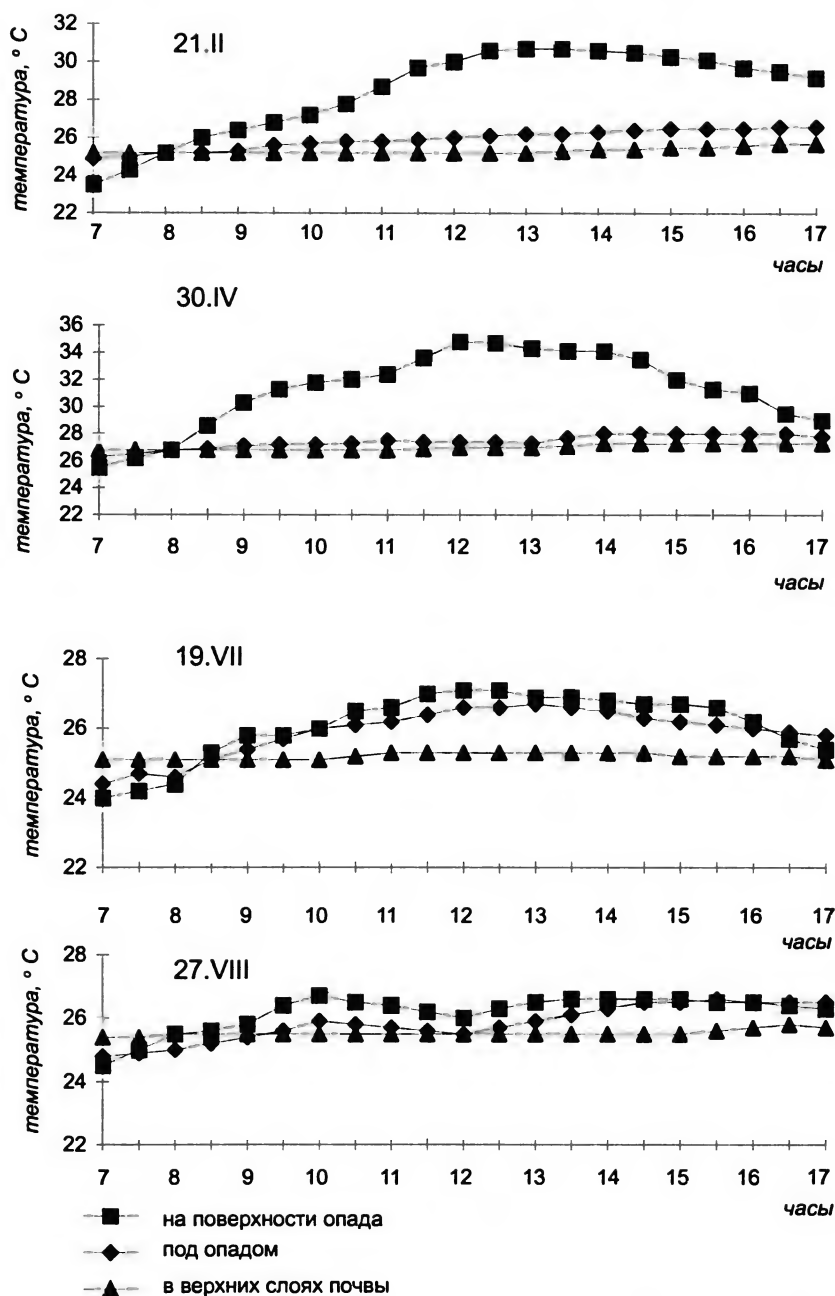 температура, ° C
21.II
32
30
28
26
24
22
7 8 9 10 11 12 13 14 15 16 17
часы
температура, ° C
30.IV
36
34
32
30
28
26
24
22
7 8 9 10 11 12 13 14 15 16 17
часы
температура, ° C
19.VII
28
26
24
22
7 8 9 10 11 12 13 14 15 16 17
часы
температура, ° C
27.VIII
28
26
24
22
7 8 9 10 11 12 13 14 15 16 17
часы
на поверхности опада
под опадом
в верхних слоях почвы